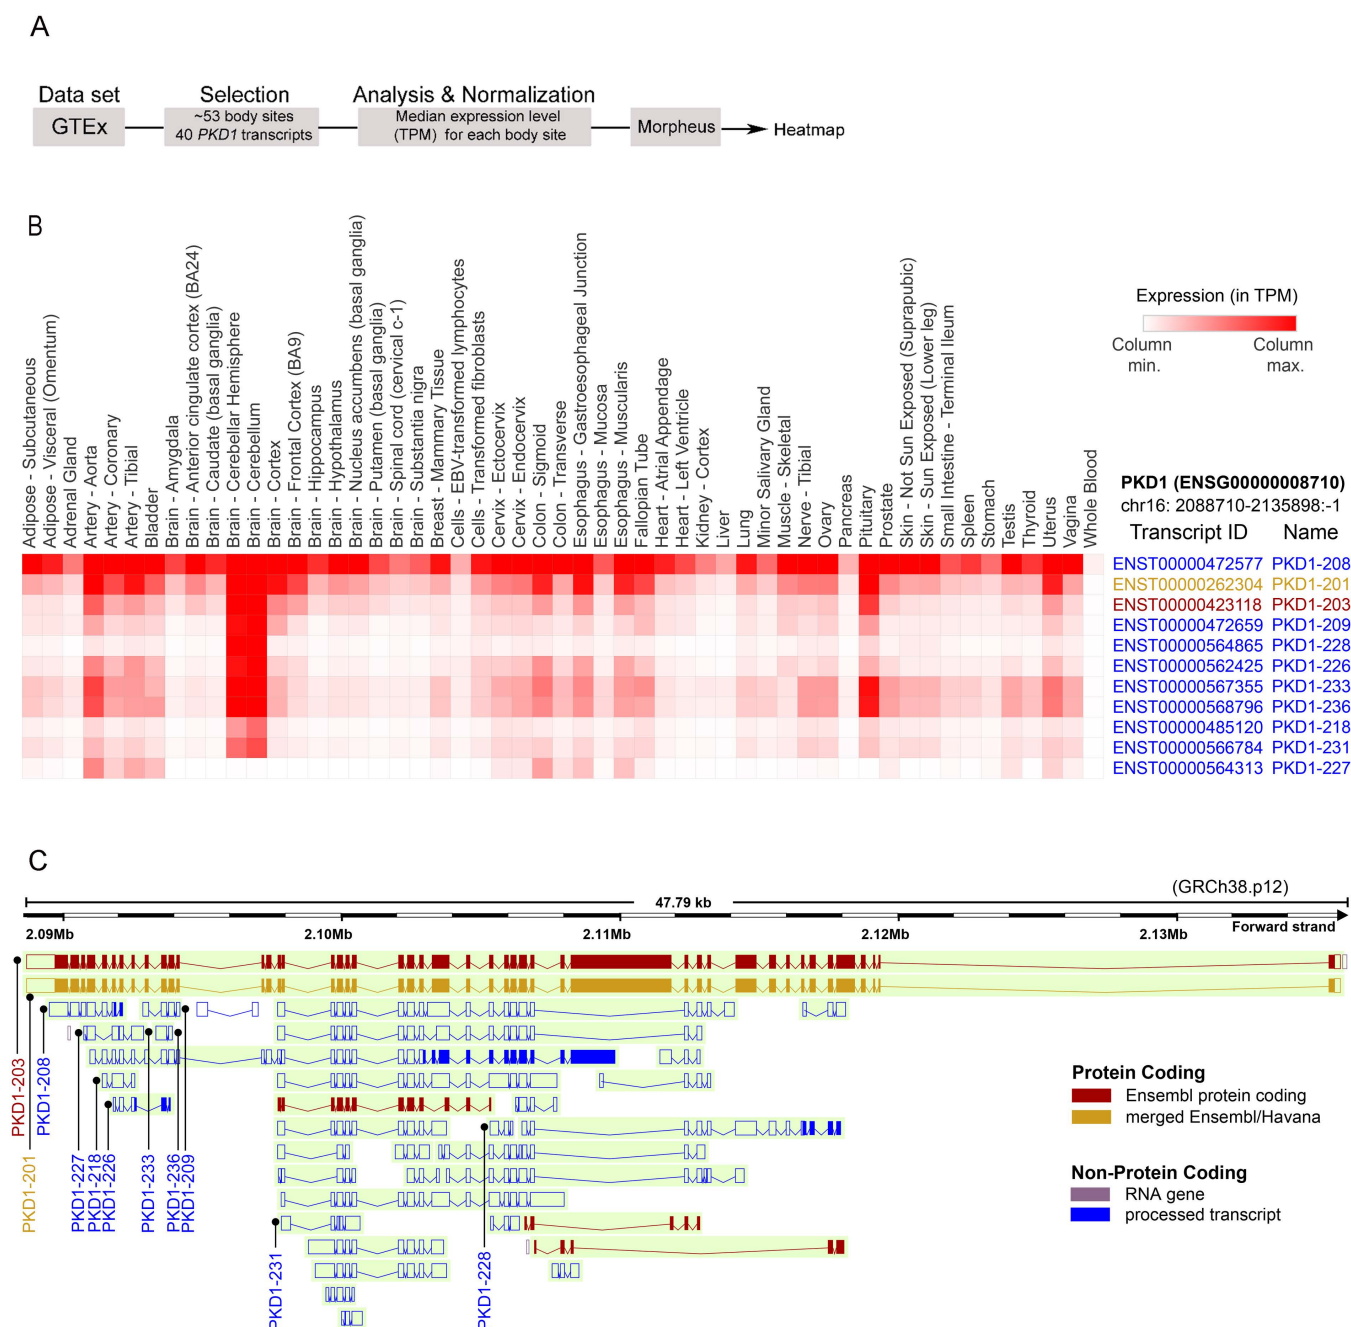 A
Data set
Selection
Analysis & Normalization
GTEx
~53 body sites
40 PKD1 transcripts
Median expression level
(TPM) for each body site
Morpheus
Heatmap
B
Adipose - Subcutaneous
Adipose - Visceral (Omentum)
Adrenal Gland
Artery - Aorta
Artery - Coronary
Artery - Tibial
Bladder
Brain - Amygdala
Brain - Anterior cingulate cortex (BA24)
Brain - Caudate (basal ganglia)
Brain - Cerebellar Hemisphere
Brain - Cerebellum
Brain - Cortex
Brain - Frontal Cortex (BA9)
Brain - Hippocampus
Brain - Hypothalamus
Brain - Nucleus accumbens (basal ganglia)
Brain - Putamen (basal ganglia)
Brain - Spinal cord (cervical c-1)
Brain - Substantia nigra
Breast - Mammary Tissue
Cells - EBV-transformed lymphocytes
Cells - Transformed fibroblasts
Cervix - Ectocervix
Cervix - Endocervix
Colon - Sigmoid
Colon - Transverse
Esophagus - Gastroesophageal Junction
Esophagus - Mucosa
Esophagus - Muscularis
Fallopian Tube
Heart - Atrial Appendage
Heart - Left Ventricle
Kidney - Cortex
Liver
Lung
Minor Salivary Gland
Muscle - Skeletal
Nerve - Tibial
Ovary
Pancreas
Pituitary
Prostate
Skin - Not Sun Exposed (Suprapubic)
Skin - Sun Exposed (Lower leg)
Small Intestine - Terminal Ileum
Spleen
Stomach
Testis
Thyroid
Uterus
Vagina
Whole Blood
Expression (in TPM)
Column min.
Column max.
PKD1 (ENSG00000008710)
chr16: 2088710-2135898:-1
Transcript ID Name
ENST00000472577 PKD1-208
ENST00000262304 PKD1-201
ENST00000423118 PKD1-203
ENST00000472659 PKD1-209
ENST00000564865 PKD1-228
ENST00000562425 PKD1-226
ENST00000567355 PKD1-233
ENST00000568796 PKD1-236
ENST00000485120 PKD1-218
ENST00000566784 PKD1-231
ENST00000564313 PKD1-227
C
(GRCh38.p12)
47.79 kb
2.09Mb
2.10Mb
2.11Mb
2.12Mb
2.13Mb
Forward strand
PKD1-203
PKD1-201
PKD1-208
PKD1-227
PKD1-218
PKD1-226
PKD1-233
PKD1-236
PKD1-209
PKD1-231
PKD1-228
Protein Coding
Ensembl protein coding
merged Ensembl/Havana
Non-Protein Coding
RNA gene
processed transcript